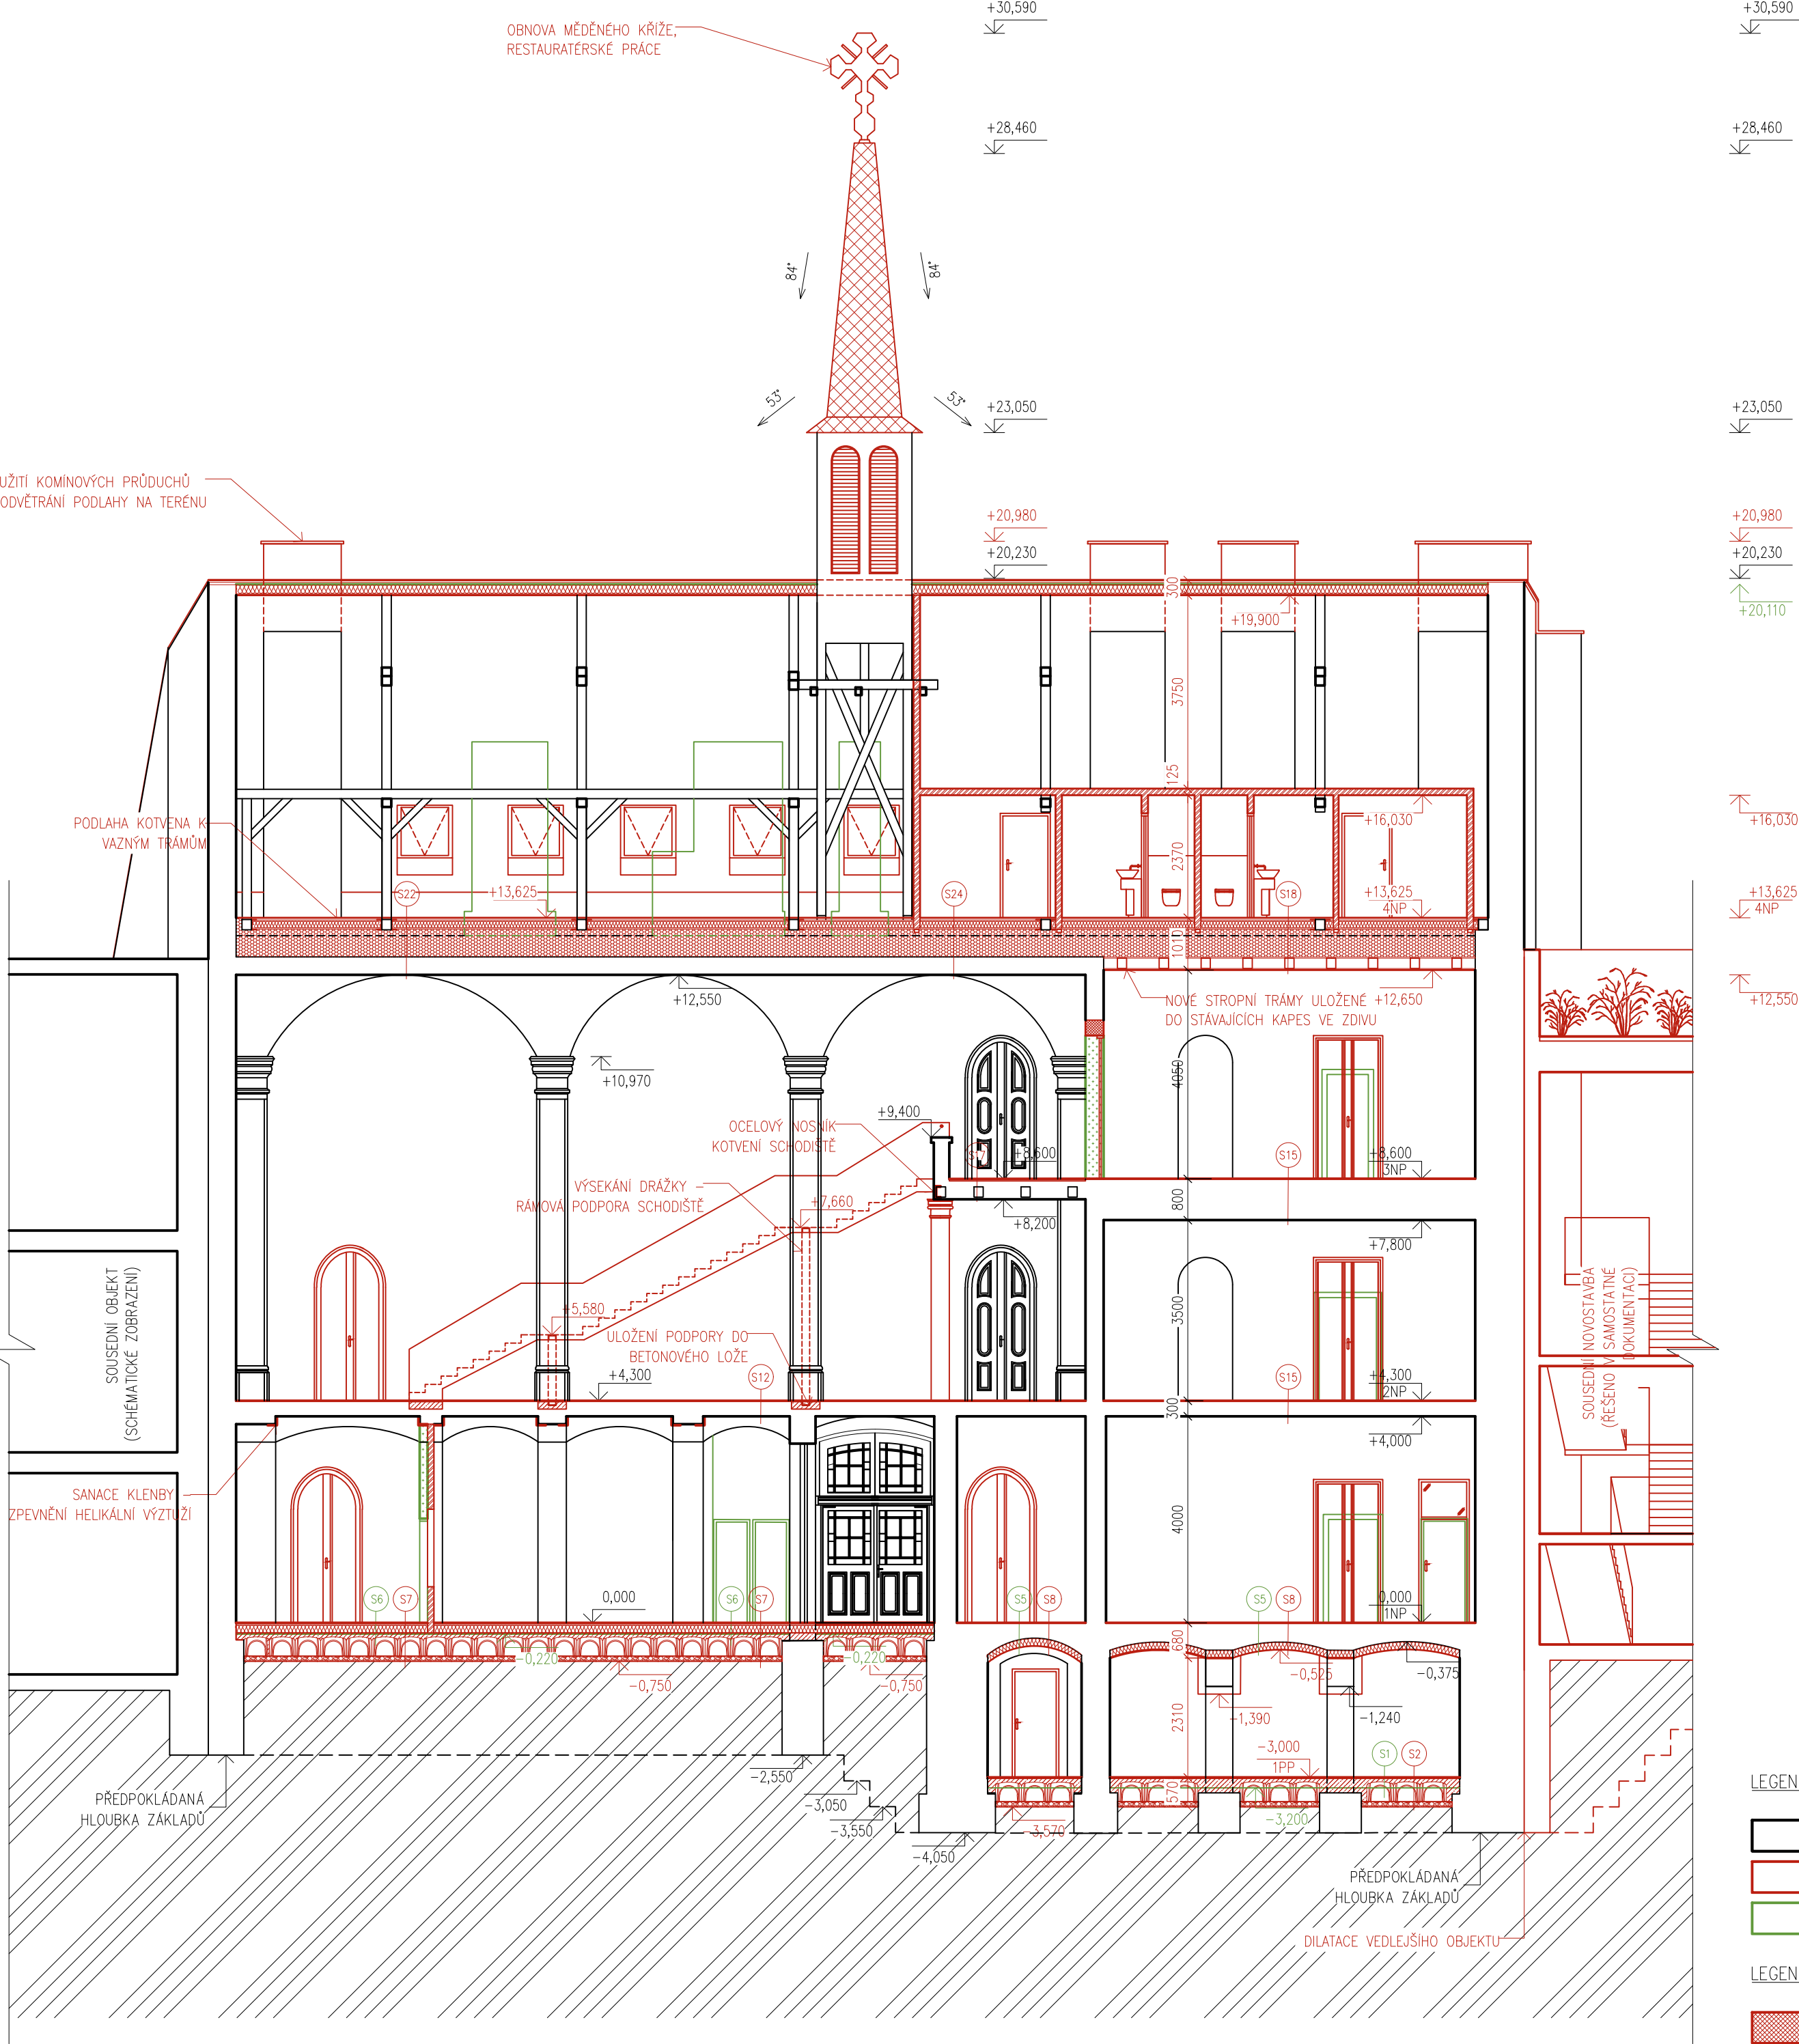 +30,590
+30,590
OBNOVA MĚDĚNÉHO KŘÍŽE,
RESTAURATÉRSKÉ PRÁCE
+28,460
+28,460
84°
84°
53°
53°
+23,050
+23,050
UŽITÍ KOMÍNOVÝCH PRŮDUCHŮ
ODVĚTRÁNÍ PODLAHY NA TERÉNU
+20,980
+20,980
+20,230
+20,230
300
+20,110
+19,900
3750
125
PODLAHA KOTVENA K
VAZNÝM TRÁMŮM
+16,030
+16,030
2370
S22
+13,625
S24
S18
+13,625
4NP
+13,625
4NP
1010
+12,550
NOVÉ STROPNÍ TRÁMY ULOŽENÉ
DO STÁVAJÍCÍCH KAPES VE ZDIVU
+12,650
+12,550
+10,970
4050
+9,400
OCELOVÝ NOSNÍK
KOTVENÍ SCHODIŠTĚ
S17
+8,600
S15
+8,600
3NP
VÝSEKÁNÍ DRÁŽKY –
RÁMOVÁ PODPORA SCHODIŠTĚ
+7,660
800
+8,200
+7,800
SOUSEDNÍ OBJEKT
(SCHÉMATICKÉ ZOBRAZENÍ)
SOUSEDNÍ NOVOSTAVBA
(ŘEŠENO V SAMOSTATNÉ
DOKUMENTACI)
3500
+5,580
ULOŽENÍ PODPORY DO
BETONOVÉHO LOŽE
+4,300
S12
S15
+4,300
2NP
300
+4,000
SANACE KLENBY –
ZPEVNĚNÍ HELIKÁLNÍ VÝZTUŽÍ
4000
S6
S7
0,000
S6
S7
S5
S8
S5
S8
0,000
1NP
-0,220
-0,220
680
-0,750
-0,750
-0,525
-0,375
2310
-1,390
-1,240
-3,000
1PP
S1
S2
-2,550
570
PŘEDPOKLÁDANÁ
HLOUBKA ZÁKLADŮ
-3,050
-3,550
-3,570
-3,200
-4,050
PŘEDPOKLÁDANÁ
HLOUBKA ZÁKLADŮ
DILATACE VEDLEJŠÍHO OBJEKTU
LEGEN
LEGEN